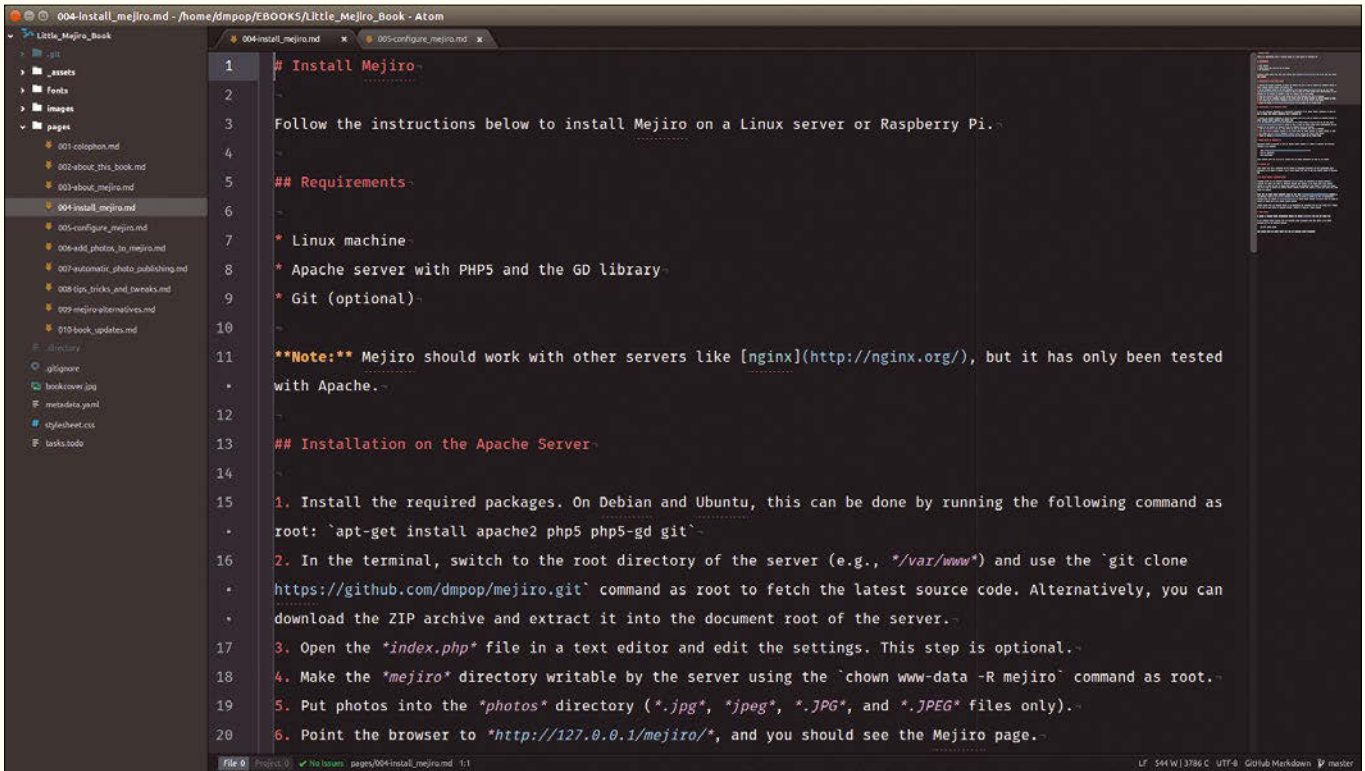 004-install_mejiro.md - /home/dmpop/EBOOKS/Little_Mejiro_Book - Atom
Little_Mejiro_Book
.git
_assets
fonts
images
pages
001-colophon.md
002-about_this_book.md
003-about_mejiro.md
004-install_mejiro.md
005-configure_mejiro.md
006-add_photos_to_mejiro.md
007-automatic_photo_publishing.md
008-tips_tricks_and_tweaks.md
009-mejiro-alternatives.md
010-book_updates.md
.directory
.gitignore
bookcover.jpg
metadata.yaml
stylesheet.css
tasks.todo
004-install_mejiro.md x 005-configure_mejiro.md x
1 # Install Mejiro¬
2 ¬
3 Follow the instructions below to install Mejiro on a Linux server or Raspberry Pi.¬
4 ¬
5 ## Requirements¬
6 ¬
7 * Linux machine¬
8 * Apache server with PHP5 and the GD library¬
9 * Git (optional)¬
10 ¬
11 **Note:** Mejiro should work with other servers like [nginx](http://nginx.org/), but it has only been tested
• with Apache.¬
12 ¬
13 ## Installation on the Apache Server¬
14 ¬
15 1. Install the required packages. On Debian and Ubuntu, this can be done by running the following command as
• root: `apt-get install apache2 php5 php5-gd git`¬
16 2. In the terminal, switch to the root directory of the server (e.g., */var/www*) and use the `git clone
• https://github.com/dmpop/mejiro.git` command as root to fetch the latest source code. Alternatively, you can
• download the ZIP archive and extract it into the document root of the server.¬
17 3. Open the *index.php* file in a text editor and edit the settings. This step is optional.¬
18 4. Make the *mejiro* directory writable by the server using the `chown www-data -R mejiro` command as root.¬
19 5. Put photos into the *photos* directory (*.jpg*, *jpeg*, *.JPG*, and *.JPEG* files only).¬
20 6. Point the browser to *http://127.0.0.1/mejiro/*, and you should see the Mejiro page.¬
File 0 Project 0 ✔ No Issues pages/004-install_mejiro.md 1:1 LF 544 W | 3786 C UTF-8 GitHub Markdown master